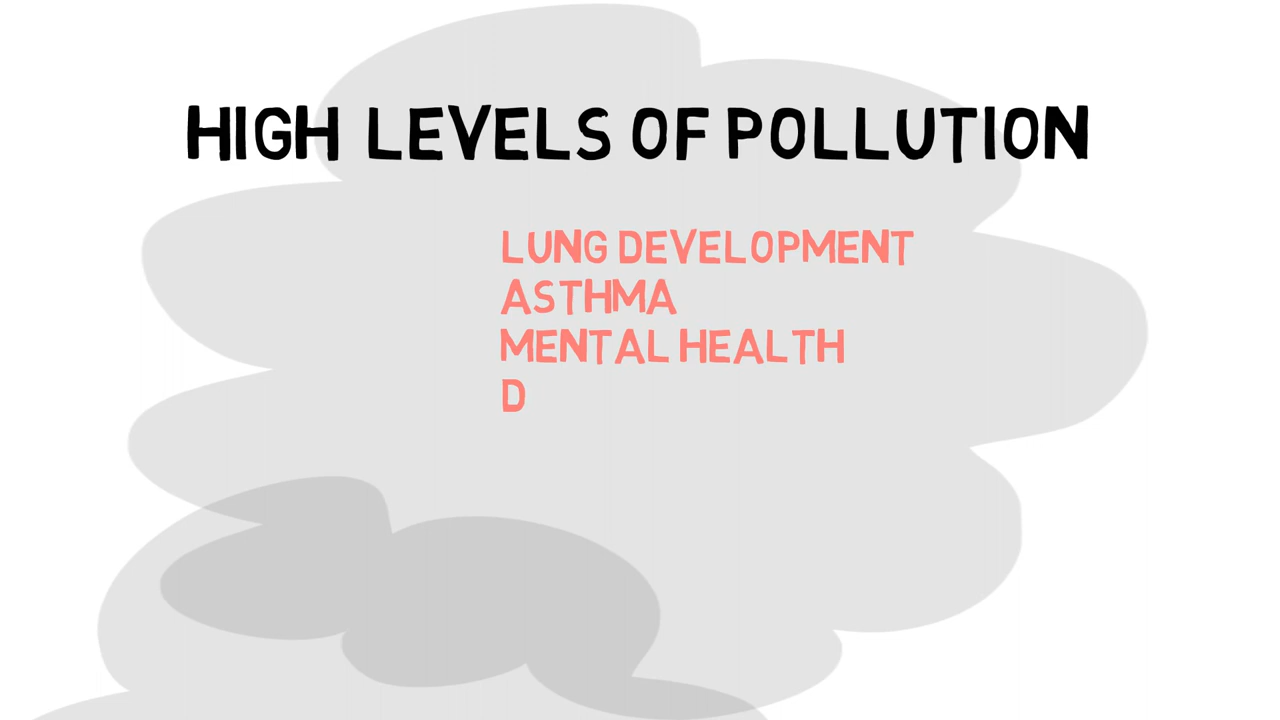 HIGH LEVELS OF POLLUTION
LUNG DEVELOPMENT
ASTHMA
MENTAL HEALTH
D